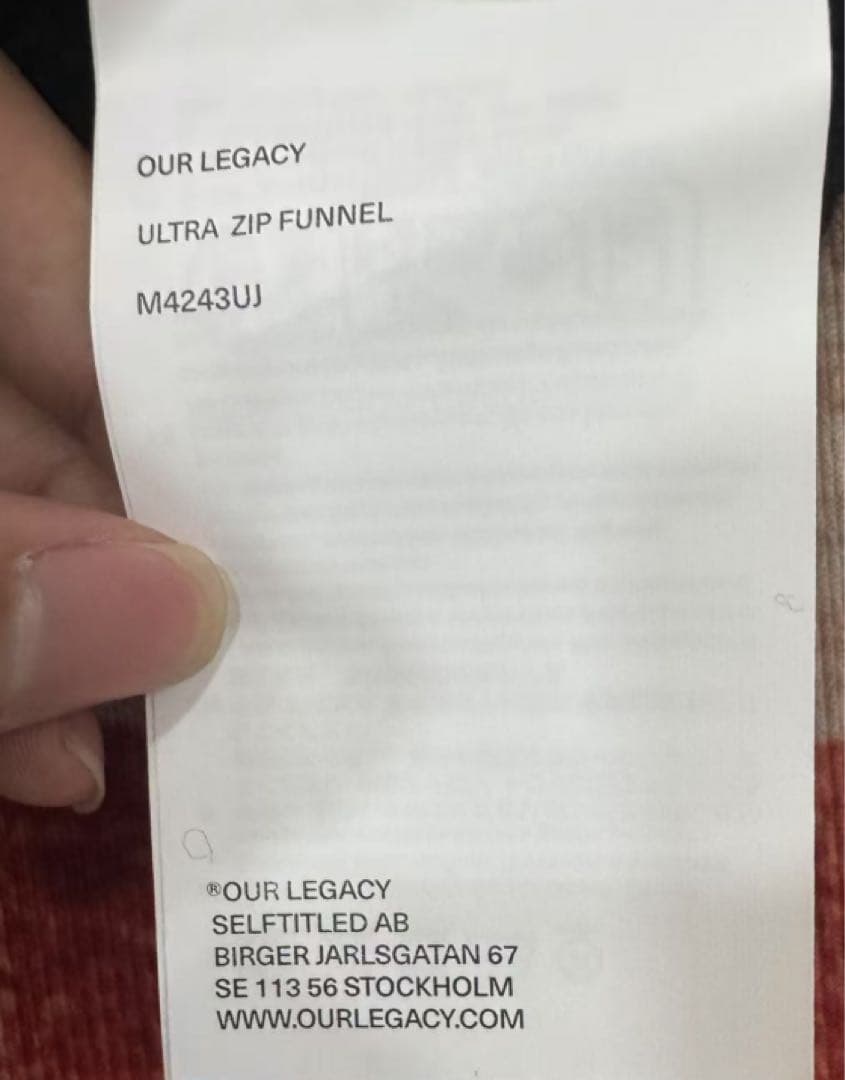 OUR LEGACY
ULTRA ZIP FUNNEL
M4243UJ
®OUR LEGACY
SELFTITLED AB
BIRGER JARLSGATAN 67
SE 113 56 STOCKHOLM
WWW.OURLEGACY.COM